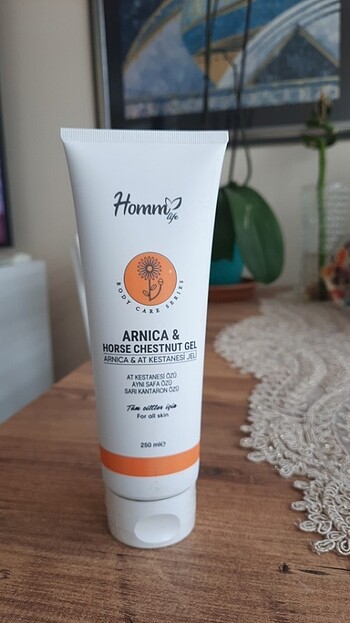 Homm life
BODY CARE SERIES
ARNICA &
HORSE CHESTNUT GEL
ARNICA & AT KESTANESİ JEL
AT KESTANESİ ÖZÜ
AYNI SAFA ÖZÜ
SARI KANTARON ÖZÜ
Tüm ciltler için
For all skin
250 ml℮